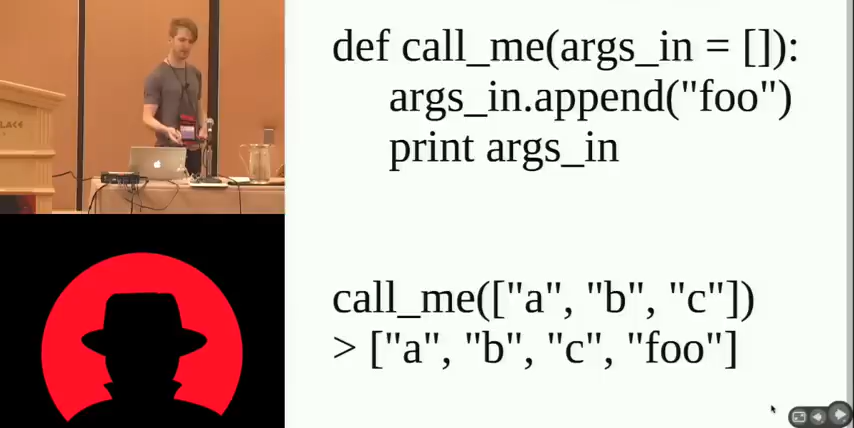 def call_me(args_in = []):
args_in.append("foo")
print args_in
call_me(["a", "b", "c"])
> ["a", "b", "c", "foo"]